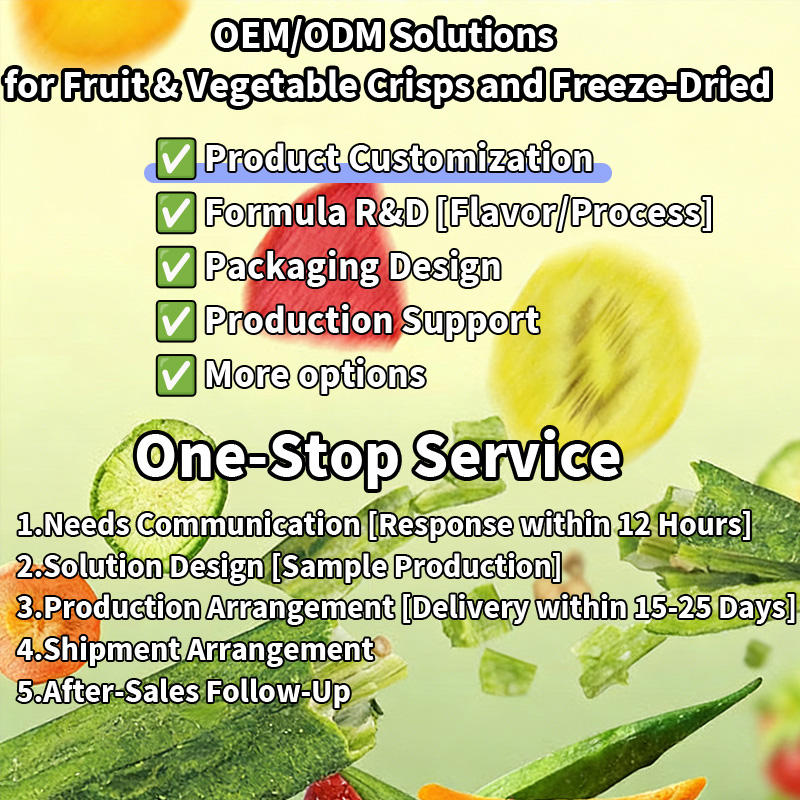 OEM/ODM Solutions
for Fruit & Vegetable Crisps and Freeze-Dried
✅ Product Customization
✅ Formula R&D [Flavor/Process]
✅ Packaging Design
✅ Production Support
✅ More options
One-Stop Service
1.Needs Communication [Response within 12 Hours]
2.Solution Design [Sample Production]
3.Production Arrangement [Delivery within 15-25 Days]
4.Shipment Arrangement
5.After-Sales Follow-Up